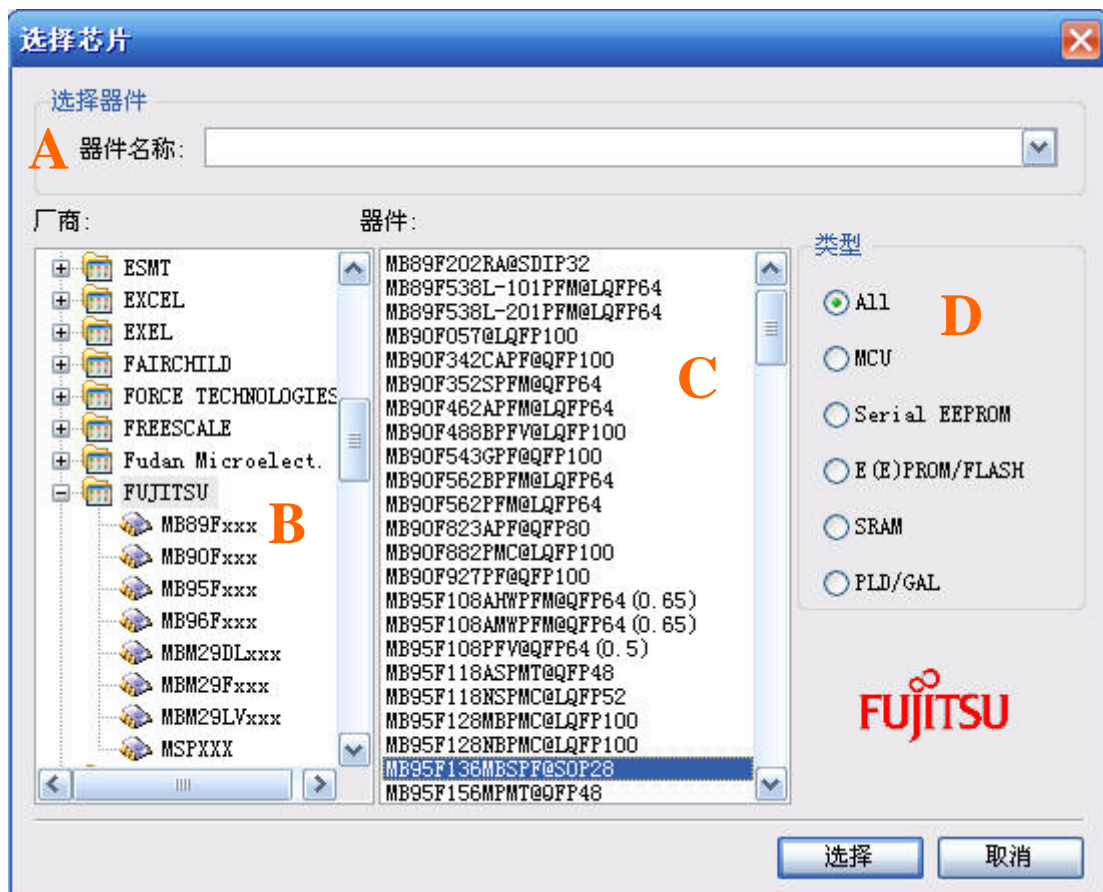 选择芯片
选择器件
A
器件名称:
厂商:
器件:
ESMT
EXCEL
EXEL
FAIRCHILD
FORCE TECHNOLOGIES
FREESCALE
Fudan Microelect.
FUJITSU
B
MB89Fxxx
MB90Fxxx
MB95Fxxx
MB96Fxxx
MBM29DLxxx
MBM29Fxxx
MBM29LVxxx
MSPXXX
MB89F202RA@SDIP32
MB89F538L-101PFM@LQFP64
MB89F538L-201PFM@LQFP64
MB90F057@LQFP100
MB90F342CAPF@QFP100
C
MB90F352SPFM@QFP64
MB90F462APFM@LQFP64
MB90F488BPFV@LQFP100
MB90F543GPF@QFP100
MB90F562BPFM@LQFP64
MB90F562PFM@LQFP64
MB90F823APF@QFP80
MB90F882PMC@LQFP100
MB90F927PF@QFP100
MB95F108AHWPFM@QFP64(0.65)
MB95F108AMWPFM@QFP64(0.65)
MB95F108PFV@QFP64(0.5)
MB95F118ASPMT@QFP48
MB95F118NSPMC@LQFP52
MB95F128MBPMC@LQFP100
MB95F128NBPMC@LQFP100
MB95F136MBSPF@SOP28
MB95F156MPMT@QFP48
类型
All
D
MCU
Serial EEPROM
E(E)PROM/FLASH
SRAM
PLD/GAL
FUJITSU
选择
取消